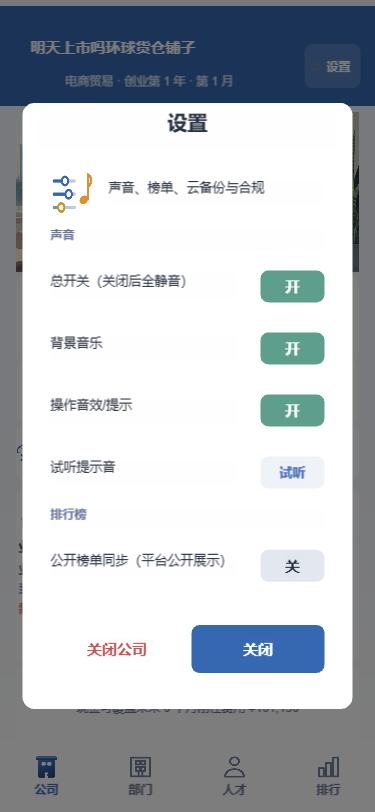 明天上市吗环球货仓铺子
电商贸易 · 创业第 1 年 · 第 1 月
设置
设置
声音、榜单、云备份与合规
声音
总开关（关闭后全静音）
开
背景音乐
开
操作音效/提示
开
试听提示音
试听
排行榜
公开榜单同步（平台公开展示）
关
关闭公司
关闭
公司
部门
人才
排行